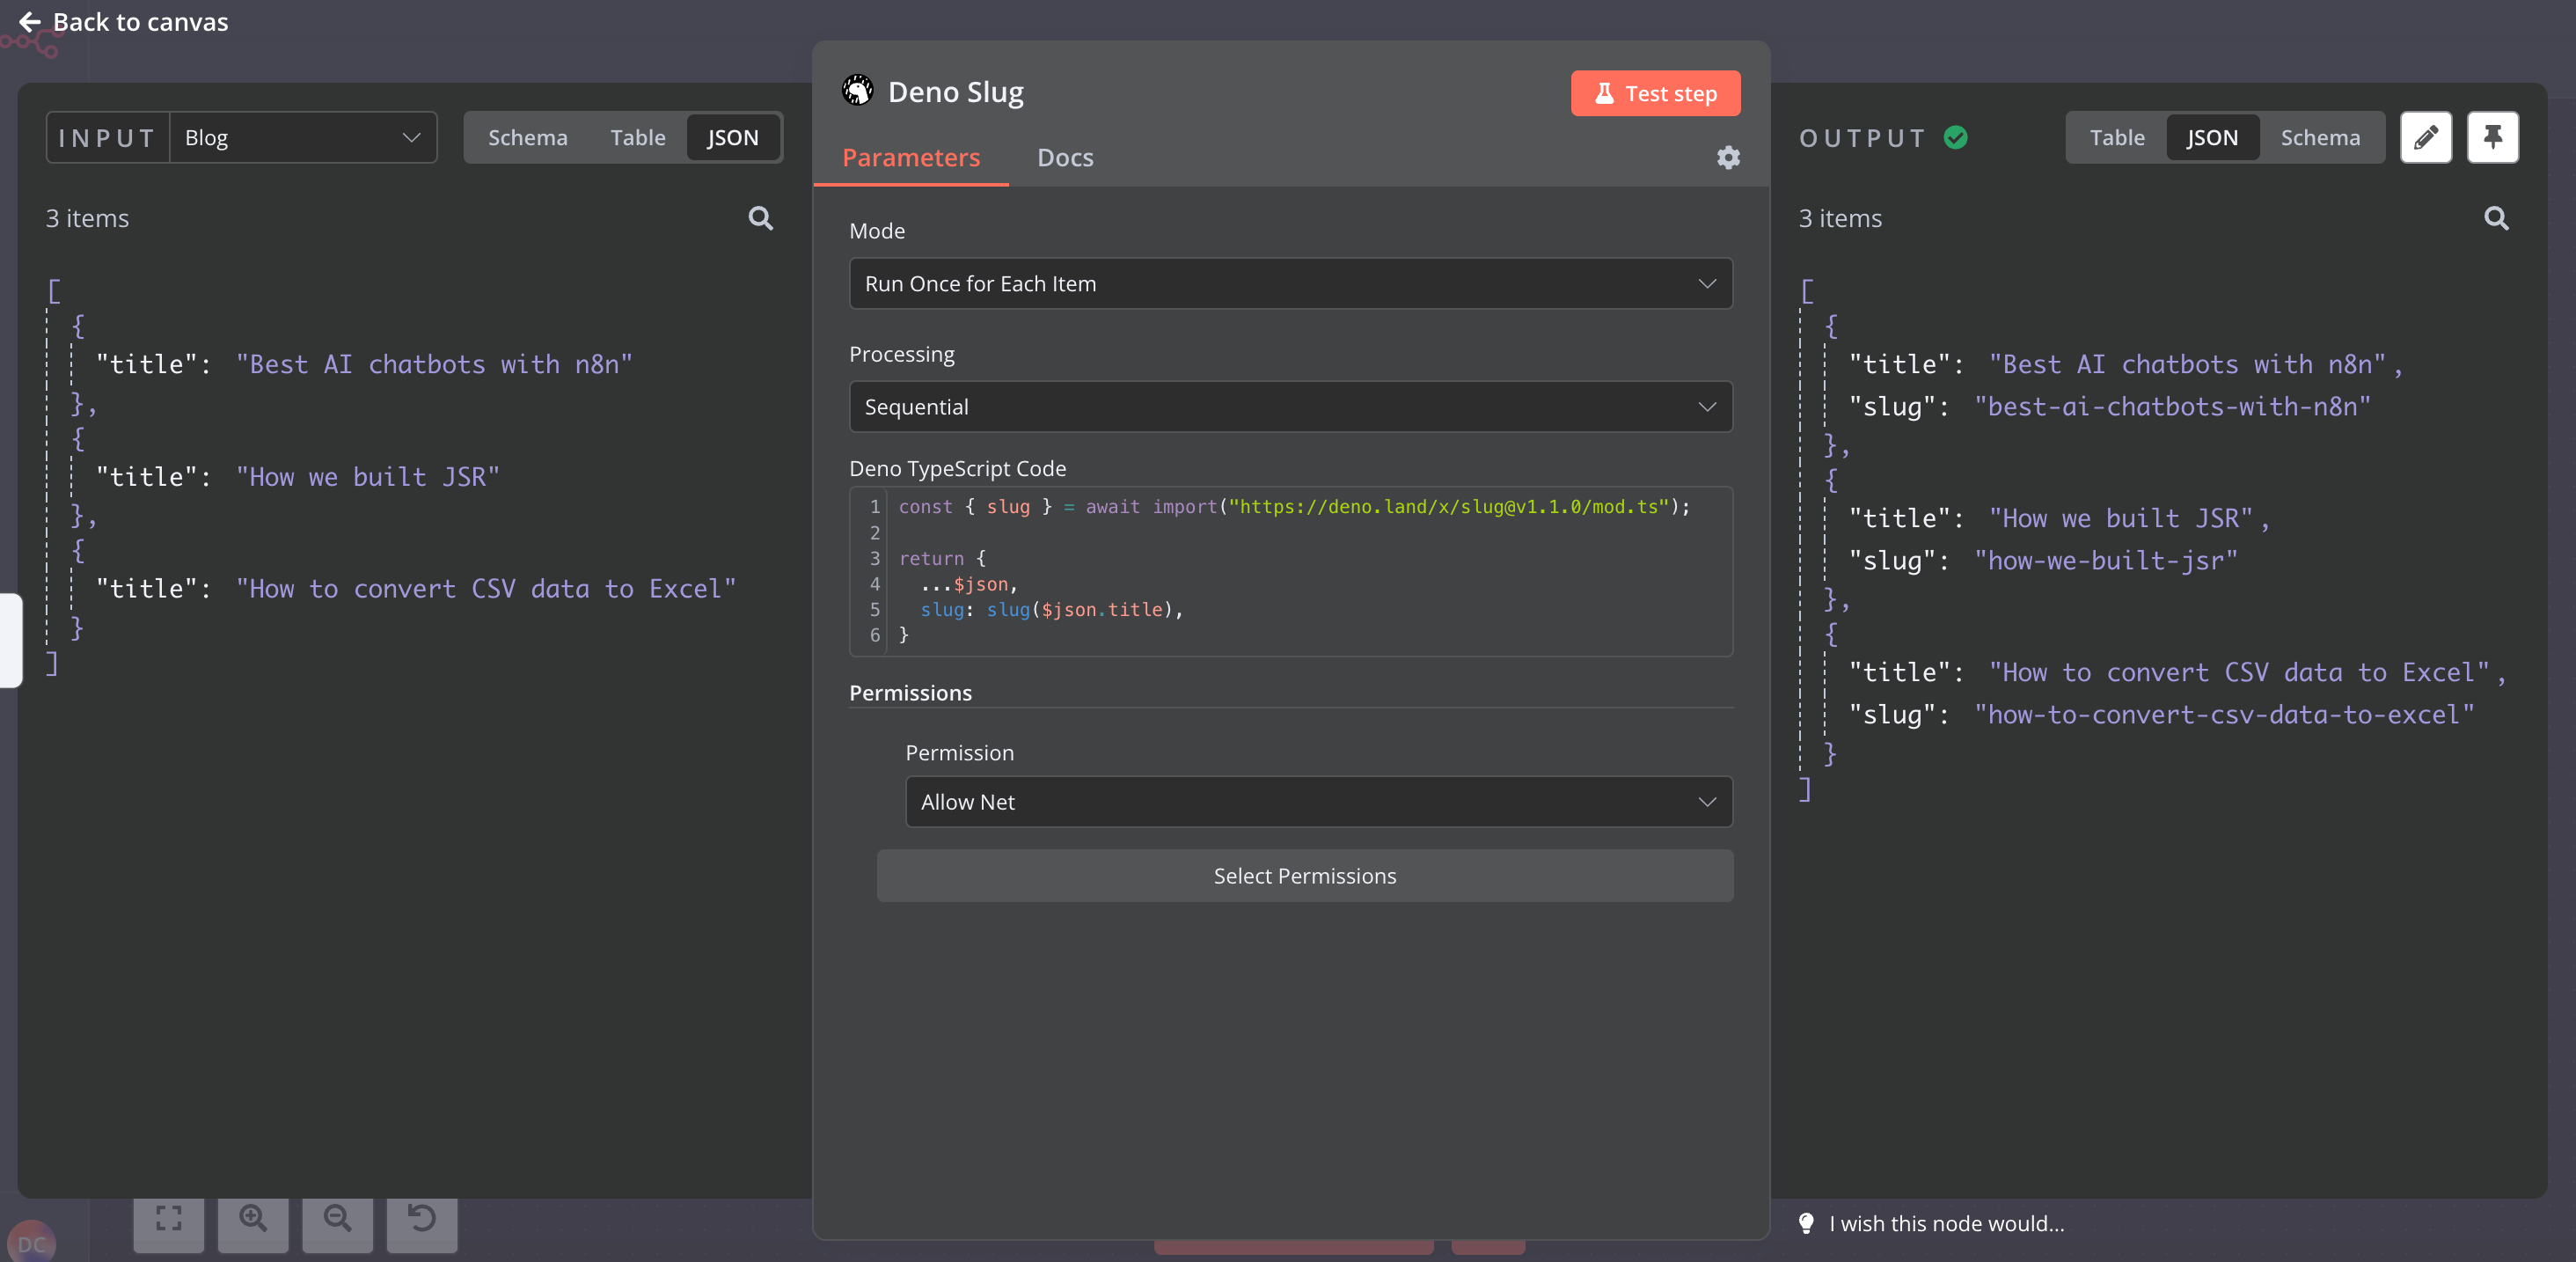 Back to canvas
INPUT
Blog
Schema
Table
JSON
3 items
[
{
"title": "Best AI chatbots with n8n"
},
{
"title": "How we built JSR"
},
{
"title": "How to convert CSV data to Excel"
}
]
Deno Slug
Test step
Parameters
Docs
Mode
Run Once for Each Item
Processing
Sequential
Deno TypeScript Code
1 const { slug } = await import("https://deno.land/x/slug@v1.1.0/mod.ts");
2
3 return {
4 ...$json,
5 slug: slug($json.title),
6 }
Permissions
Permission
Allow Net
Select Permissions
OUTPUT
Table
JSON
Schema
3 items
[
{
"title": "Best AI chatbots with n8n",
"slug": "best-ai-chatbots-with-n8n"
},
{
"title": "How we built JSR",
"slug": "how-we-built-jsr"
},
{
"title": "How to convert CSV data to Excel",
"slug": "how-to-convert-csv-data-to-excel"
}
]
I wish this node would...
DC